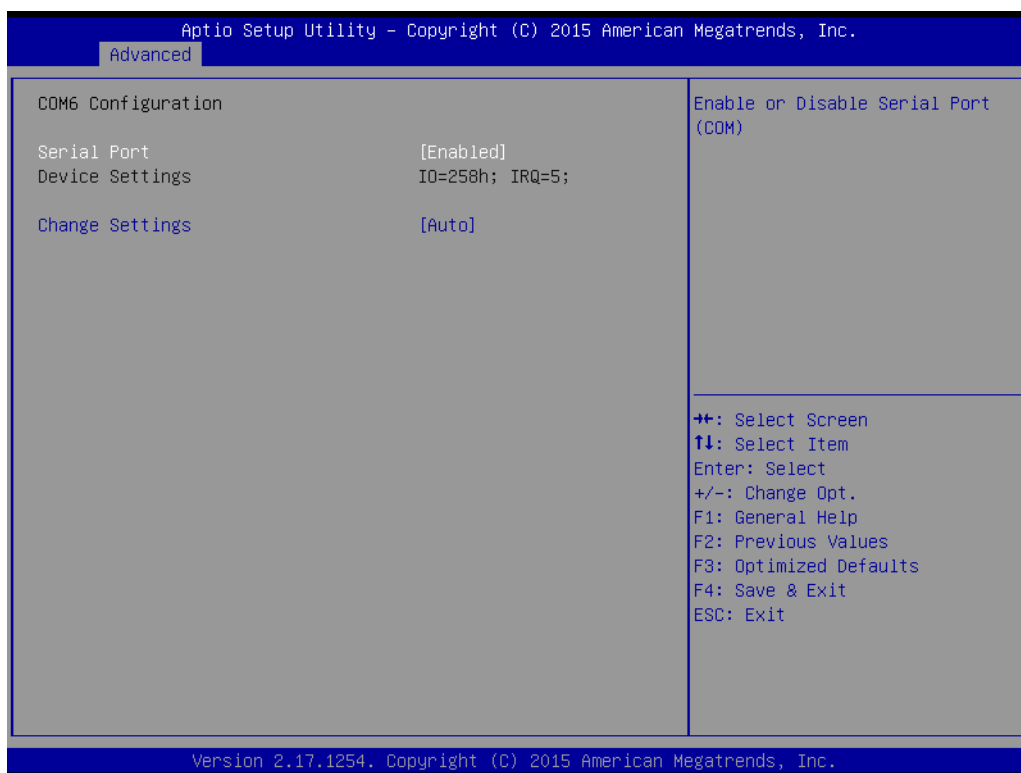 Aptio Setup Utility – Copyright (C) 2015 American Megatrends, Inc.
Advanced
COM6 Configuration
Serial Port [Enabled]
Device Settings IO=258h; IRQ=5;
Change Settings [Auto]
Enable or Disable Serial Port
(COM)
→←: Select Screen
↑↓: Select Item
Enter: Select
+/-: Change Opt.
F1: General Help
F2: Previous Values
F3: Optimized Defaults
F4: Save & Exit
ESC: Exit
Version 2.17.1254. Copyright (C) 2015 American Megatrends, Inc.